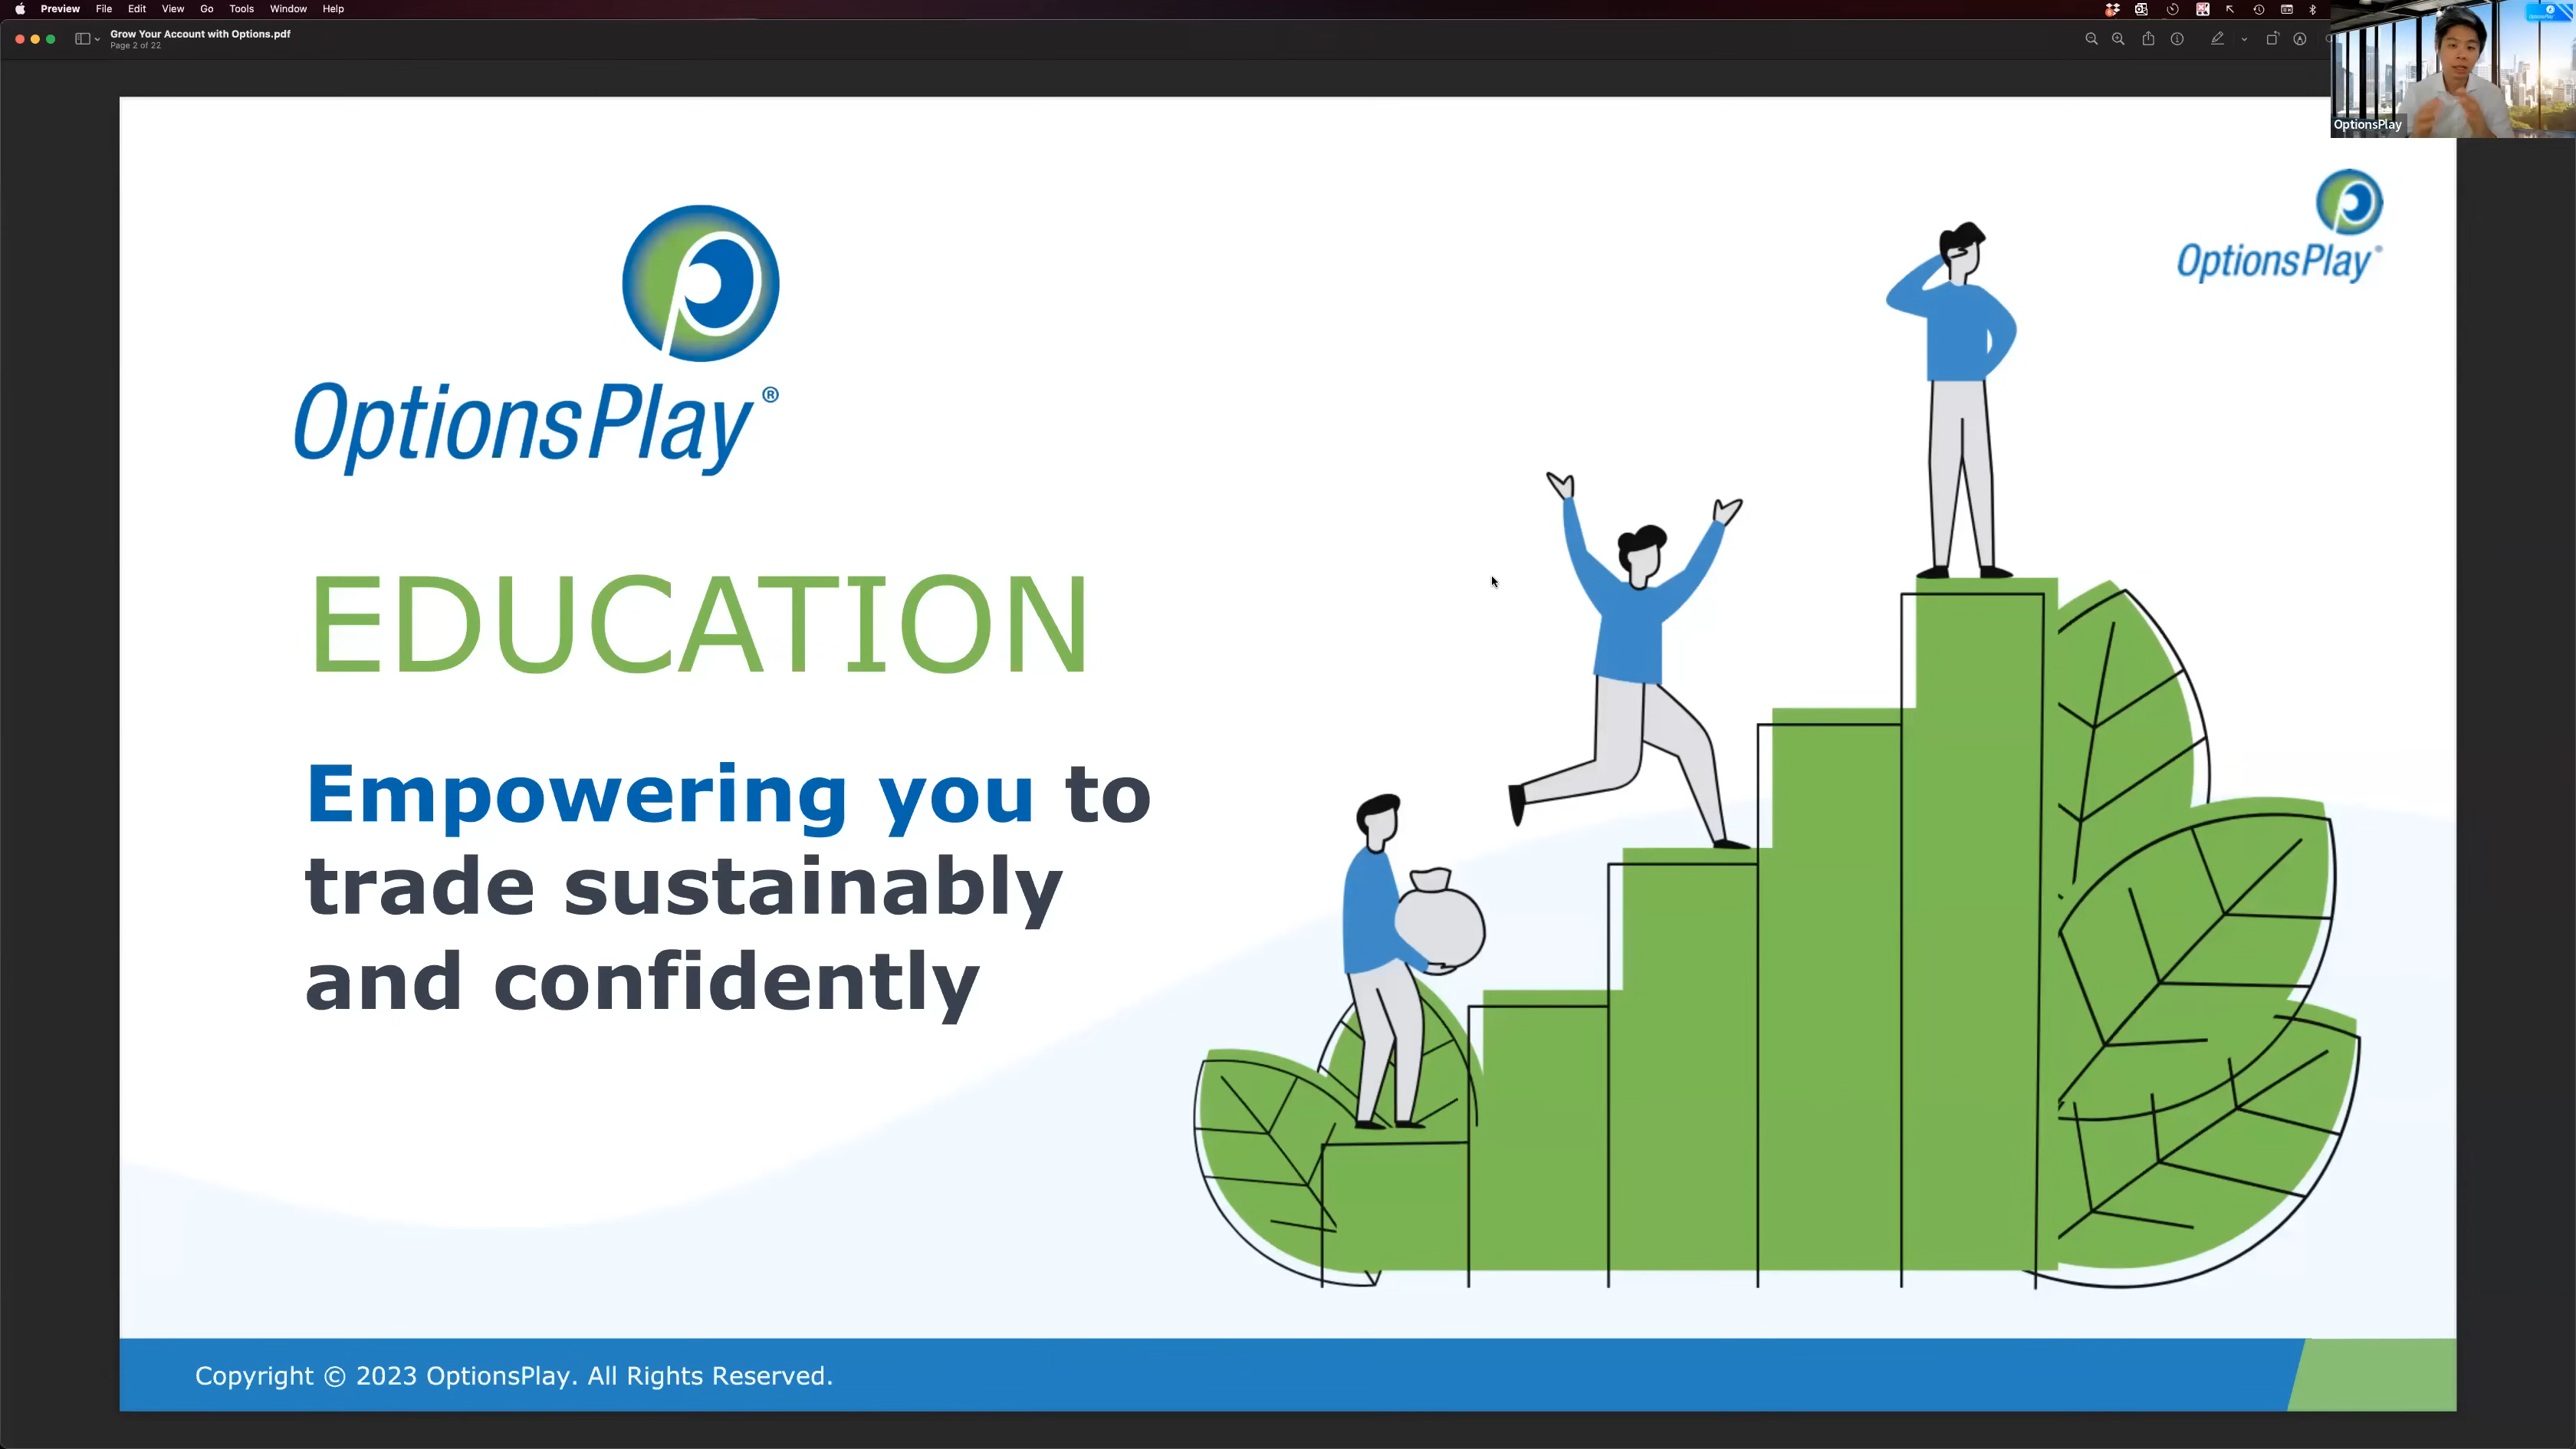 Preview File Edit View Go Tools Window Help
Grow Your Account with Options.pdf
Page 2 of 22
OptionsPlay
OptionsPlay®
OptionsPlay®
EDUCATION
Empowering you to
trade sustainably
and confidently
Copyright © 2023 OptionsPlay. All Rights Reserved.